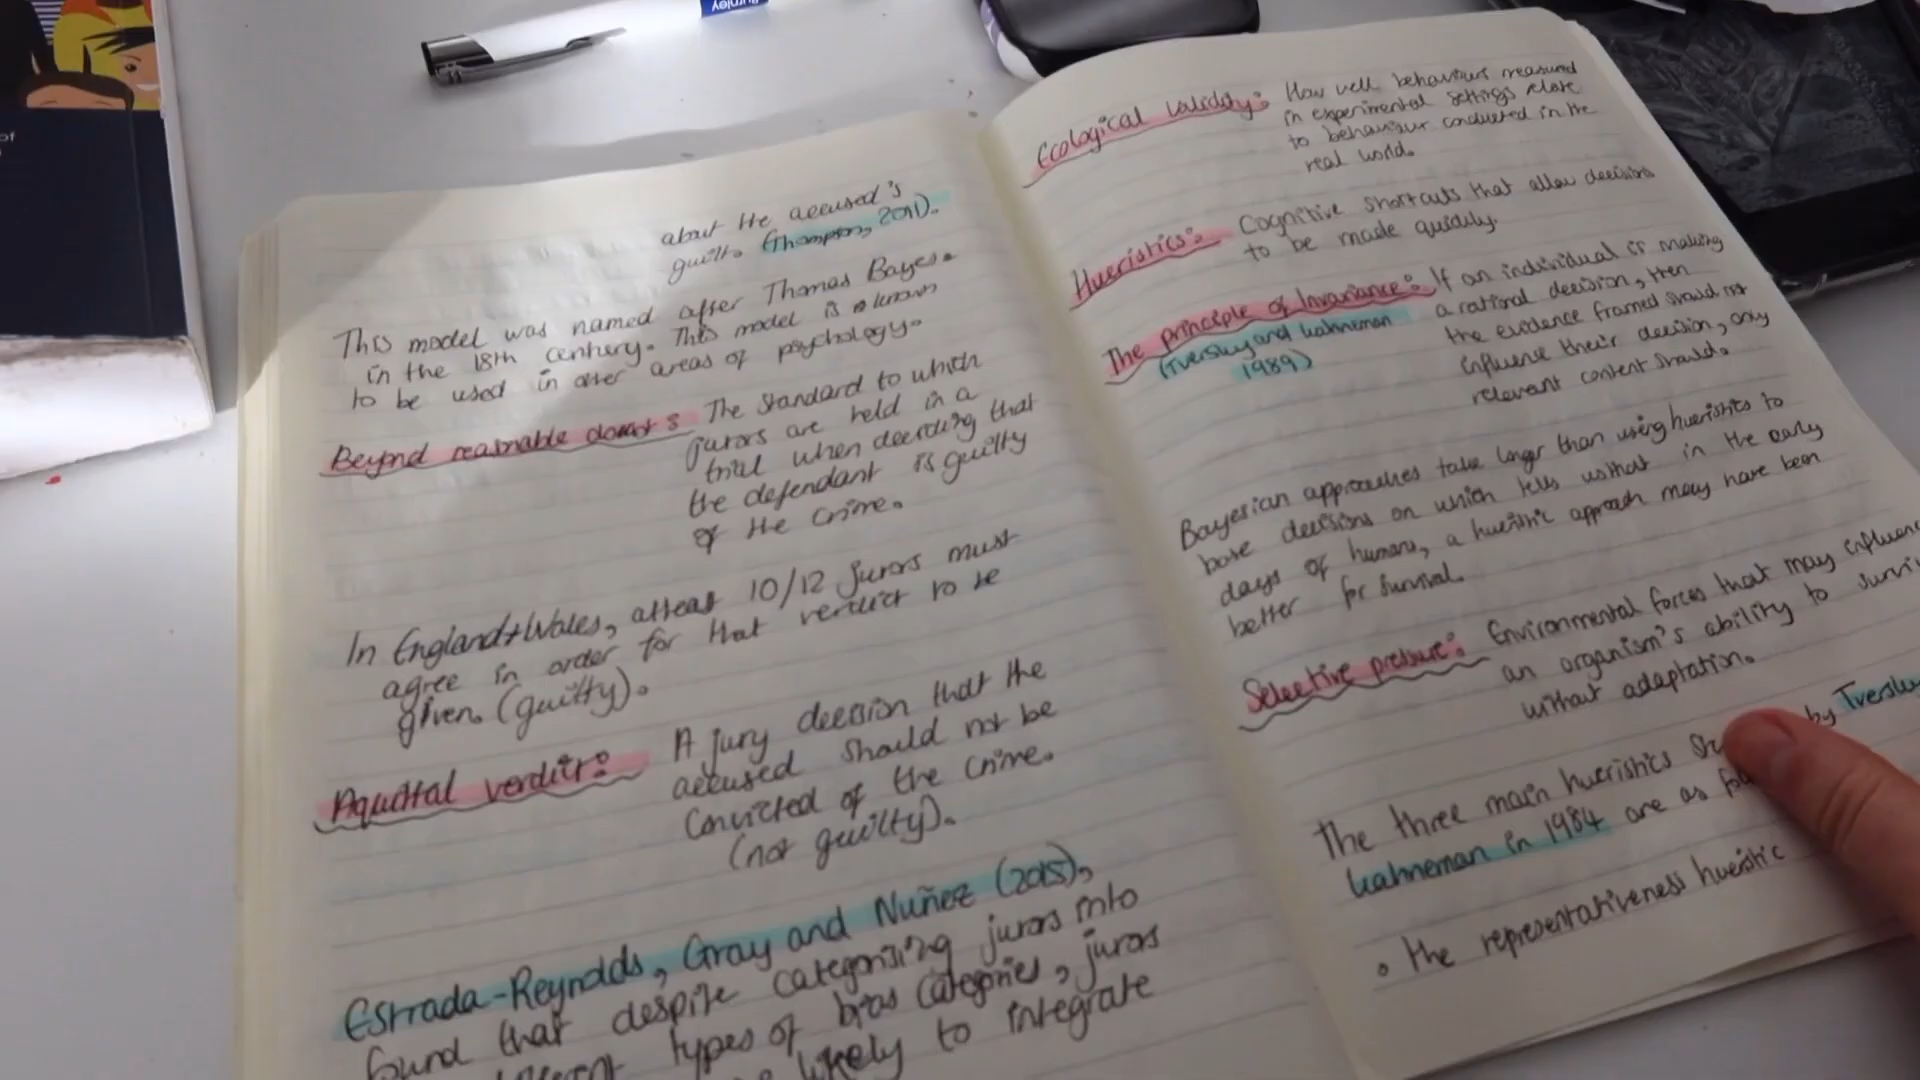 of
about the accused's
guilt. (Thompson, 2011).
This model was named after Thomas Bayes.
in the 18th century. This model is known
to be used in other areas of psychology.
Beyond reasonable doubt: The standard to which
jurors are held in a
trial when deciding that
the defendant is guilty
of the crime.
In England+Wales, atleast 10/12 jurors must
agree in order for that verdict to be
given. (guilty).
Aquittal verdict: A jury decision that the
accused should not be
convicted of the crime.
(not guilty).
Estrada-Reynolds, Gray and Nuñez (2015),
found that despite categorising jurors into
types of bias categories, jurors
likely to integrate
Ecological validity: How well behaviours measured
in experimental settings relate
to behaviour conducted in the
real world.
Hueristics: Cognitive shortcuts that allow decisions
to be made quickly.
The principle of Invariance: If an individual is making
(Tversky and Kahneman a rational decision, then
1989) the evidence framed should not
influence their decision, only
relevant content should.
Bayesian approaches take longer than using hueristics to
base decisions on which tells us that in the early
days of humans, a hueristic approach may have been
better for survival.
Selective pressure: Environmental forces that may influence
an organism's ability to
without adaptation.
The three main hueristics by Tversky
Kahneman in 1984 are as
• the representativeness hueristic